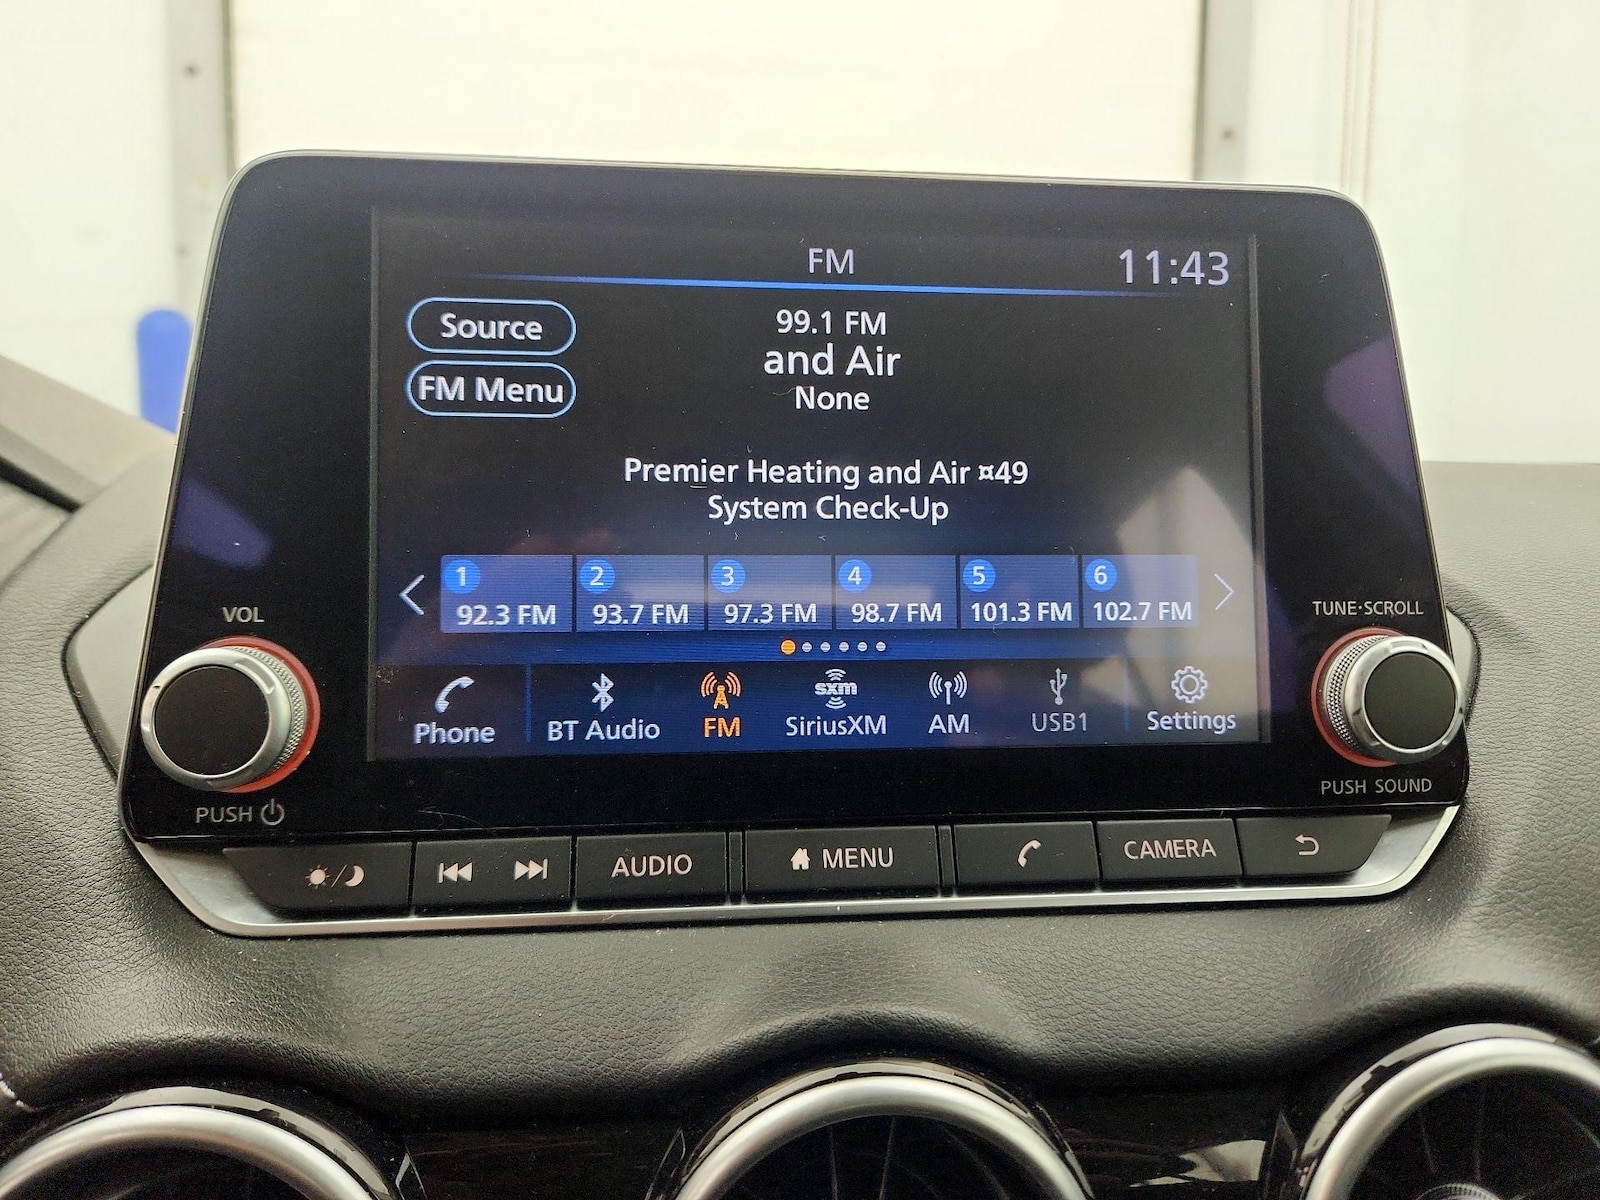 FM
11:43
Source
FM Menu
99.1 FM
and Air
None
Premier Heating and Air ¤49
System Check-Up
1
92.3 FM
2
93.7 FM
3
97.3 FM
4
98.7 FM
5
101.3 FM
6
102.7 FM
Phone
BT Audio
FM
sxm
SiriusXM
AM
USB1
Settings
VOL
PUSH
TUNE·SCROLL
PUSH SOUND
AUDIO
MENU
CAMERA